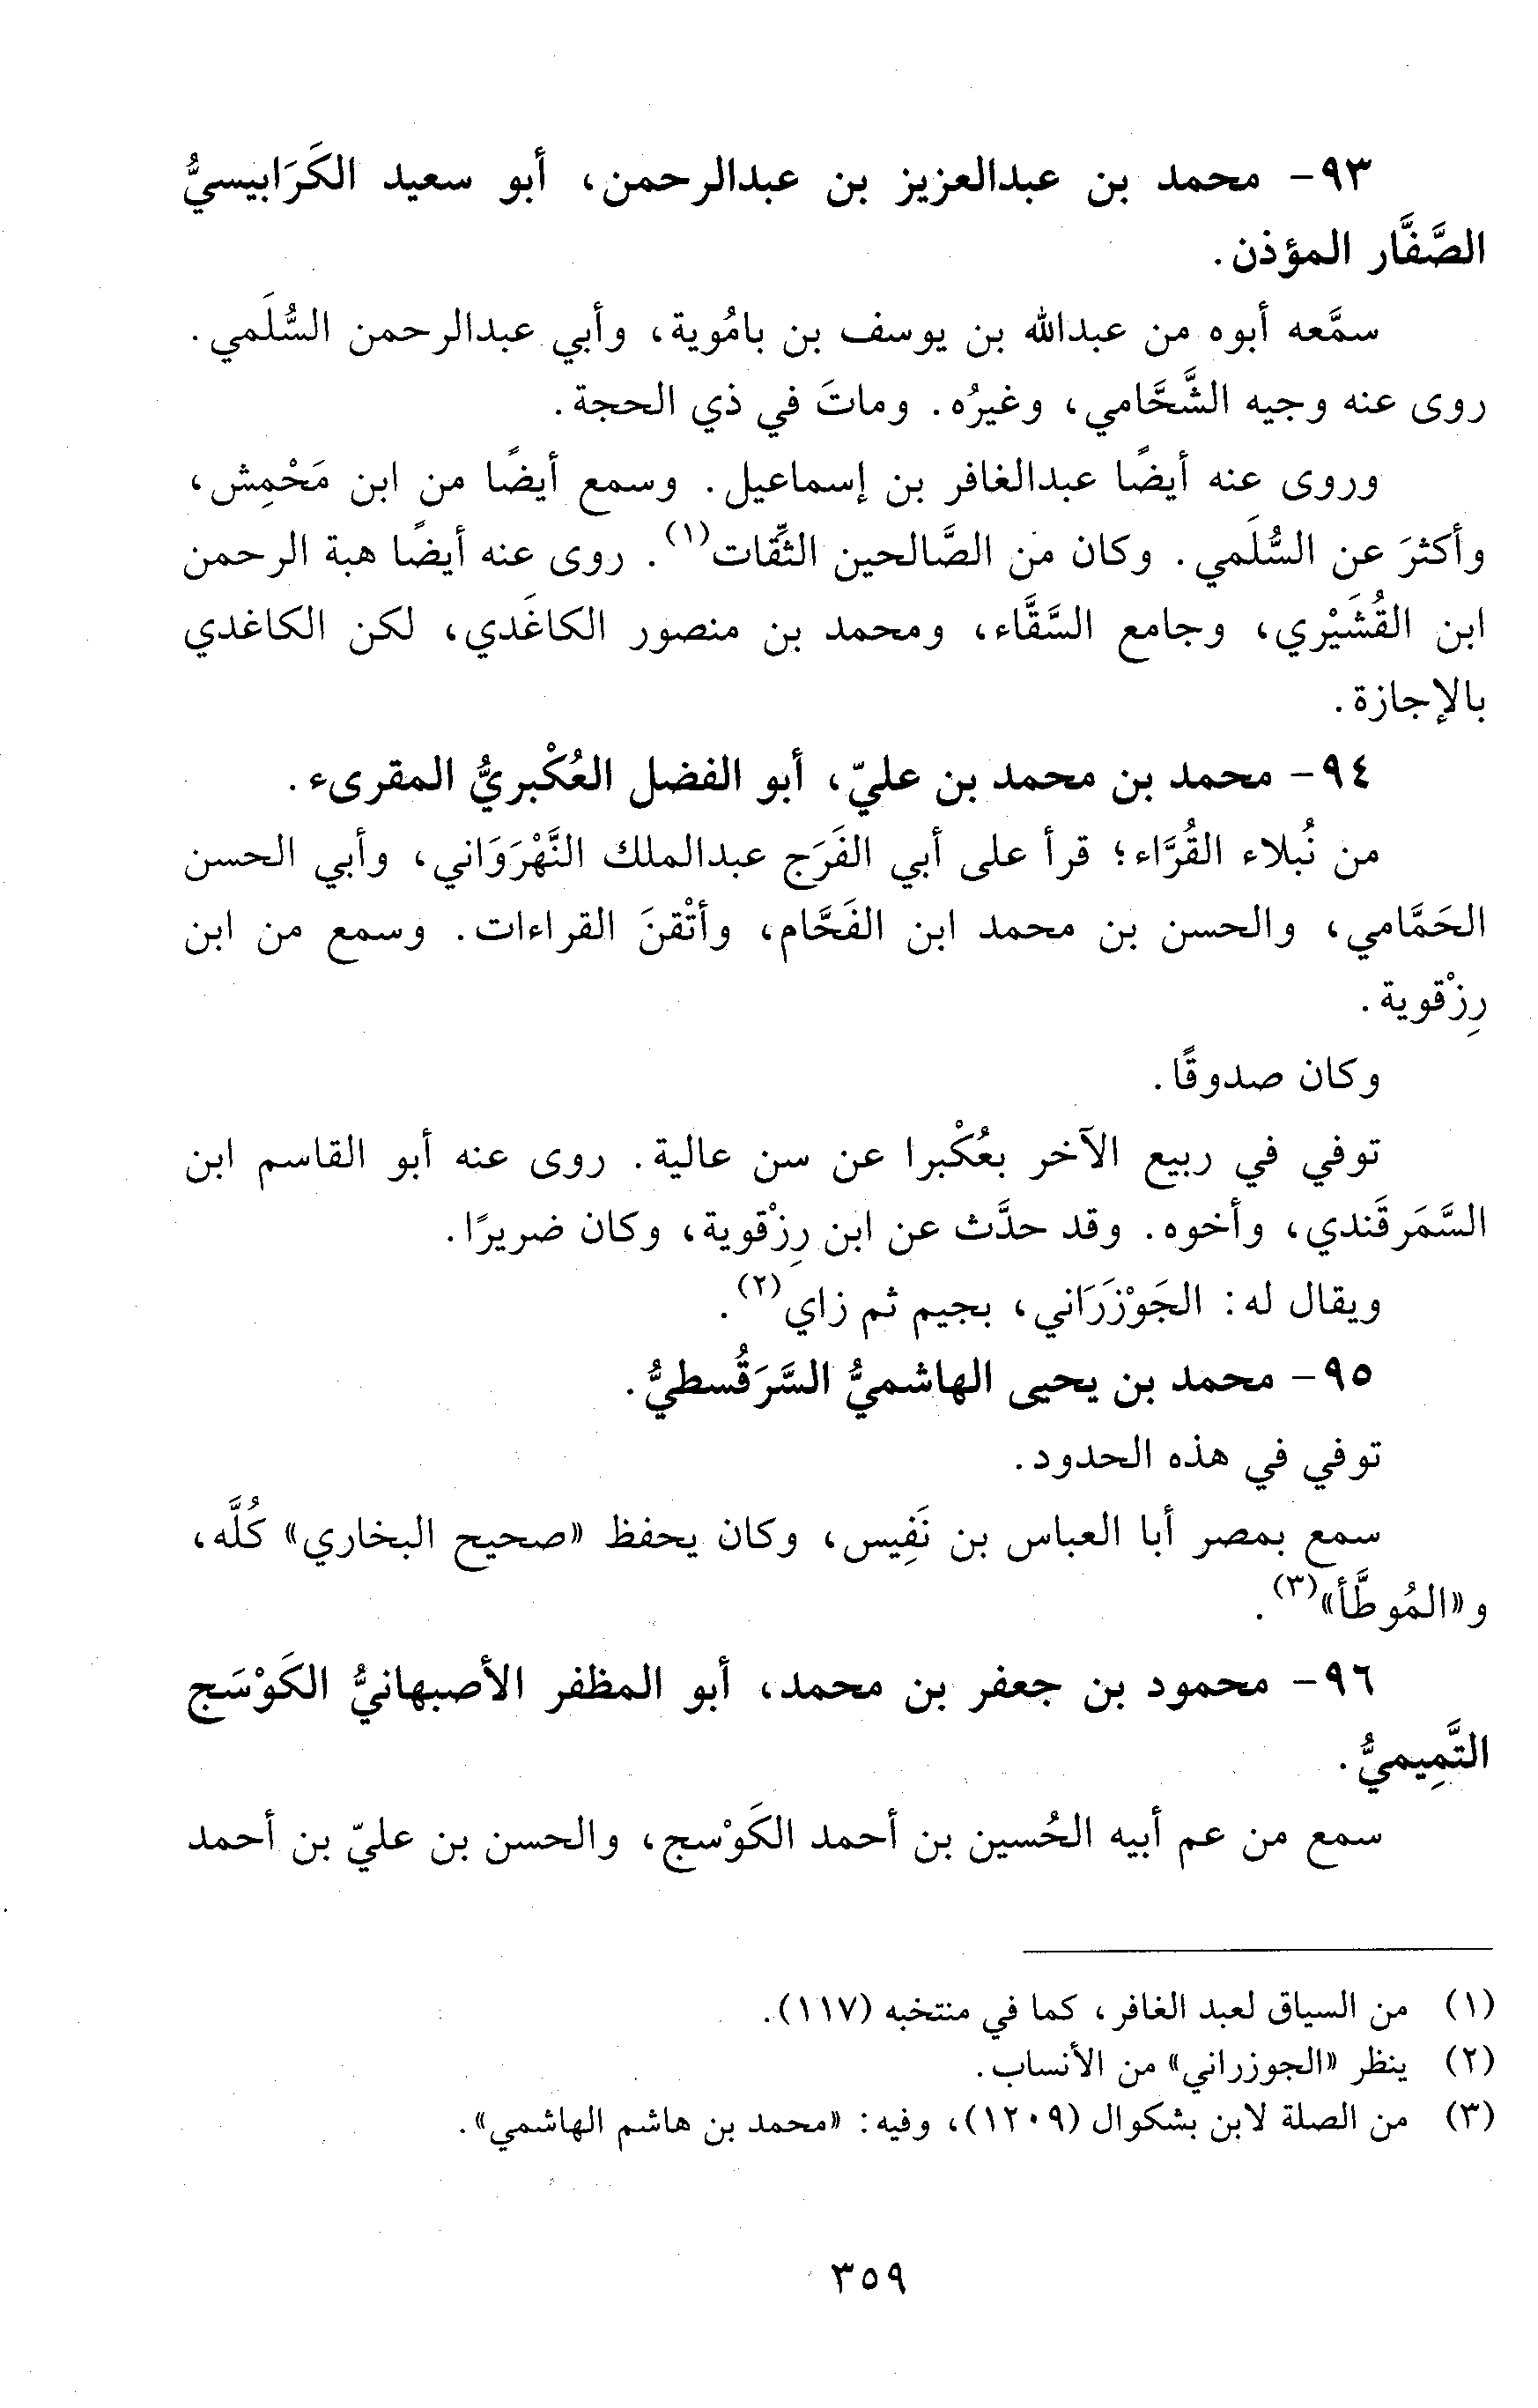 ٩٣- محمد بن عبدالعزيز بن عبدالرحمن، أبو سعيد الكَرَابيسيُّ
الصَّفَّار المؤذن.
سمَّعه أبوه من عبدالله بن يوسف بن بامُوية، وأبي عبدالرحمن السُّلَمي.
روى عنه وجيه الشَّحَّامي، وغيرُه. وماتَ في ذي الحجة.
وروى عنه أيضًا عبدالغافر بن إسماعيل. وسمع أيضًا من ابن مَحْمِش،
وأكثرَ عن السُّلَمي. وكان من الصَّالحين الثِّقات(١). روى عنه أيضًا هبة الرحمن
ابن القُشَيْري، وجامع السَّقَّاء، ومحمد بن منصور الكاغَدي، لكن الكاغدي
بالإجازة.
٩٤- محمد بن محمد بن عليّ، أبو الفضل العُكْبريُّ المقرىء.
من نُبلاء القُرَّاء؛ قرأ على أبي الفَرَج عبدالملك النَّهْرَوَاني، وأبي الحسن
الحَمَّامي، والحسن بن محمد ابن الفَحَّام، وأتْقنَ القراءات. وسمع من ابن
رِزْقوية.
وكان صدوقًا.
توفي في ربيع الآخر بعُكْبرا عن سن عالية. روى عنه أبو القاسم ابن
السَّمَرقَندي، وأخوه. وقد حدَّث عن ابن رِزْقوية، وكان ضريرًا.
ويقال له: الجَوْزَرَاني، بجيم ثم زاي(٢).
٩٥- محمد بن يحيى الهاشميُّ السَّرَقُسطيُّ.
توفي في هذه الحدود.
سمع بمصر أبا العباس بن نَفِيس، وكان يحفظ «صحيح البخاري» كُلَّه،
و«المُوطَّأ»(٣).
٩٦- محمود بن جعفر بن محمد، أبو المظفر الأصبهانيُّ الكَوْسَج
التَّمِيميُّ.
سمع من عم أبيه الحُسين بن أحمد الكَوْسج، والحسن بن عليّ بن أحمد
(١) من السياق لعبد الغافر، كما في منتخبه (١١٧).
(٢) ينظر «الجوزراني» من الأنساب.
(٣) من الصلة لابن بشكوال (١٢٠٩)، وفيه: «محمد بن هاشم الهاشمي».
٣٥٩